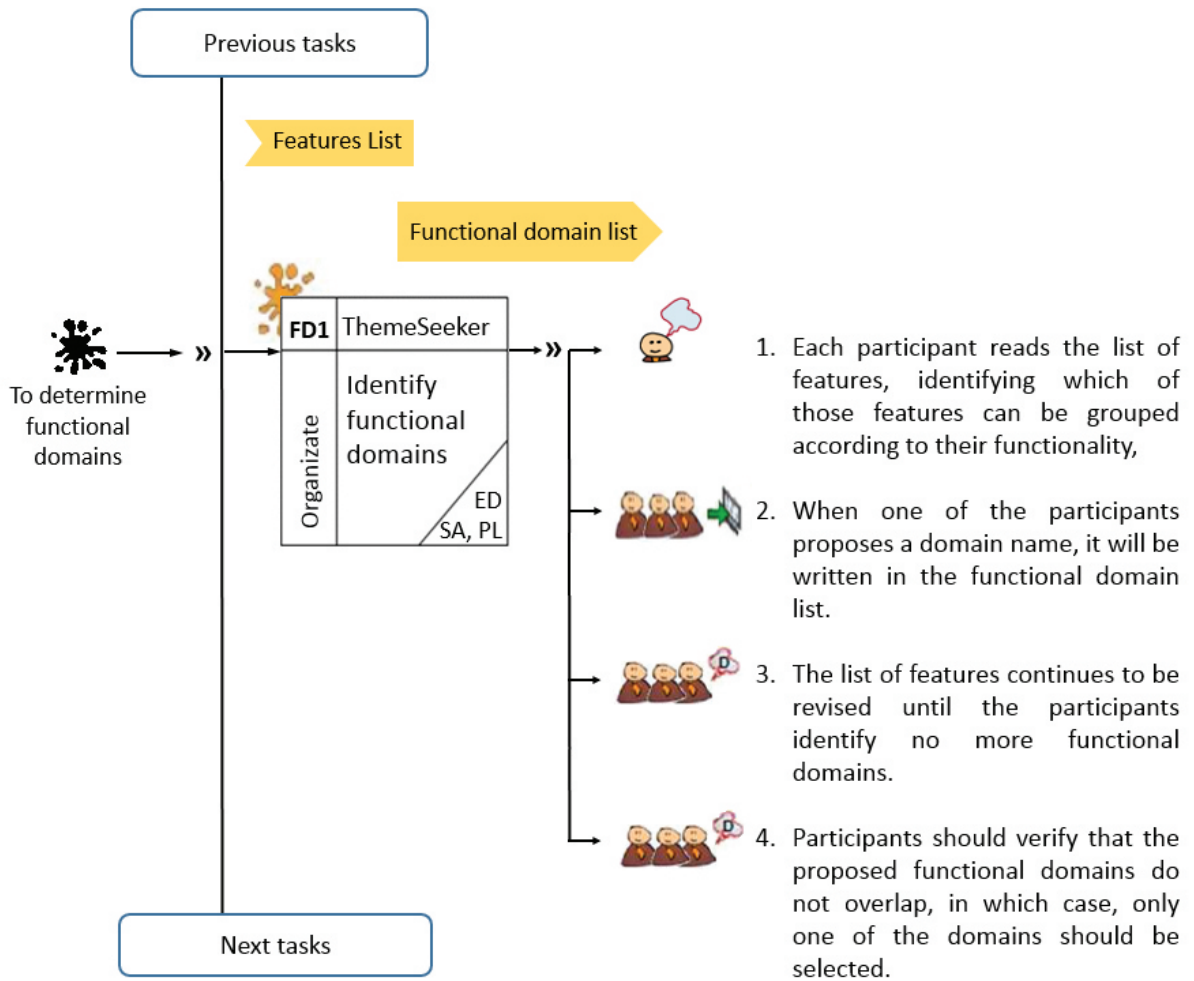 Previous tasks
Features List
Functional domain list
To determine
functional
domains
»
FD1
ThemeSeeker
Organizate
Identify
functional
domains
ED
SA, PL
»
1. Each participant reads the list of
features, identifying which of
those features can be grouped
according to their functionality,
2. When one of the participants
proposes a domain name, it will be
written in the functional domain
list.
D
3. The list of features continues to be
revised until the participants
identify no more functional
domains.
D
4. Participants should verify that the
proposed functional domains do
not overlap, in which case, only
one of the domains should be
selected.
Next tasks